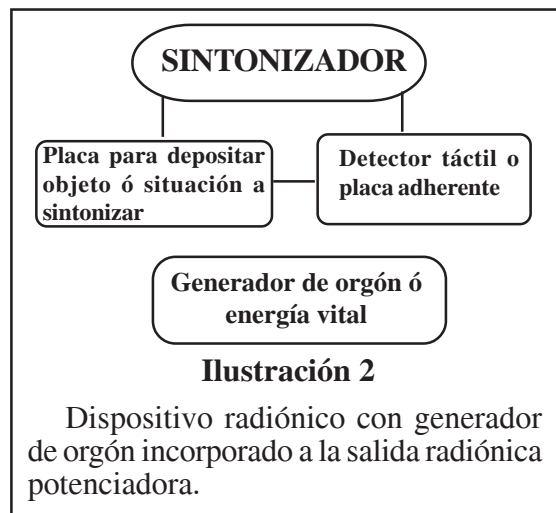 SINTONIZADOR
Placa para depositar
objeto ó situación a
sintonizar
Detector táctil o
placa adherente
Generador de orgón ó
energía vital
Ilustración 2
Dispositivo radiónico con generador
de orgón incorporado a la salida radiónica
potenciadora.